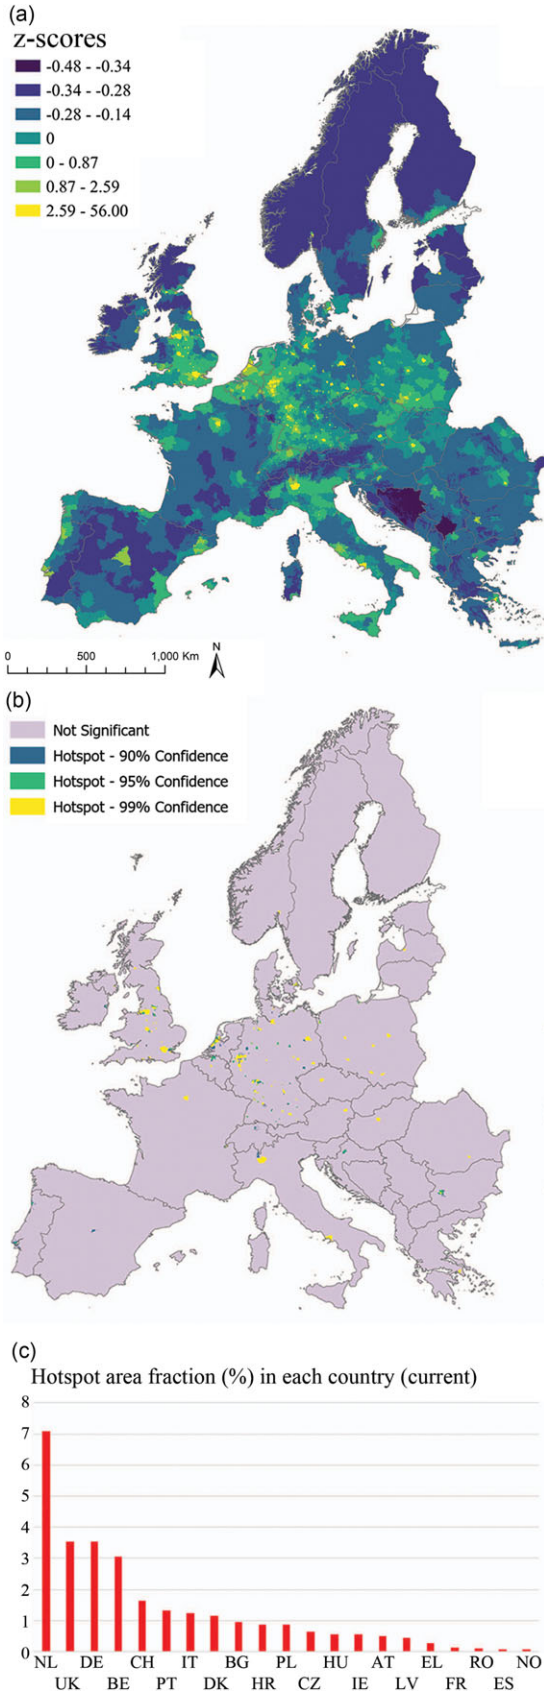 (a)
z-scores
-0.48 - -0.34
-0.34 - -0.28
-0.28 - -0.14
0
0 - 0.87
0.87 - 2.59
2.59 - 56.00
0 500 1,000 Km
N
(b)
Not Significant
Hotspot - 90% Confidence
Hotspot - 95% Confidence
Hotspot - 99% Confidence
(c)
Hotspot area fraction (%) in each country (current)
8
7
6
5
4
3
2
1
0
NL DE CH IT BG PL HU AT EL RO NO
UK BE PT DK HR CZ IE LV FR ES